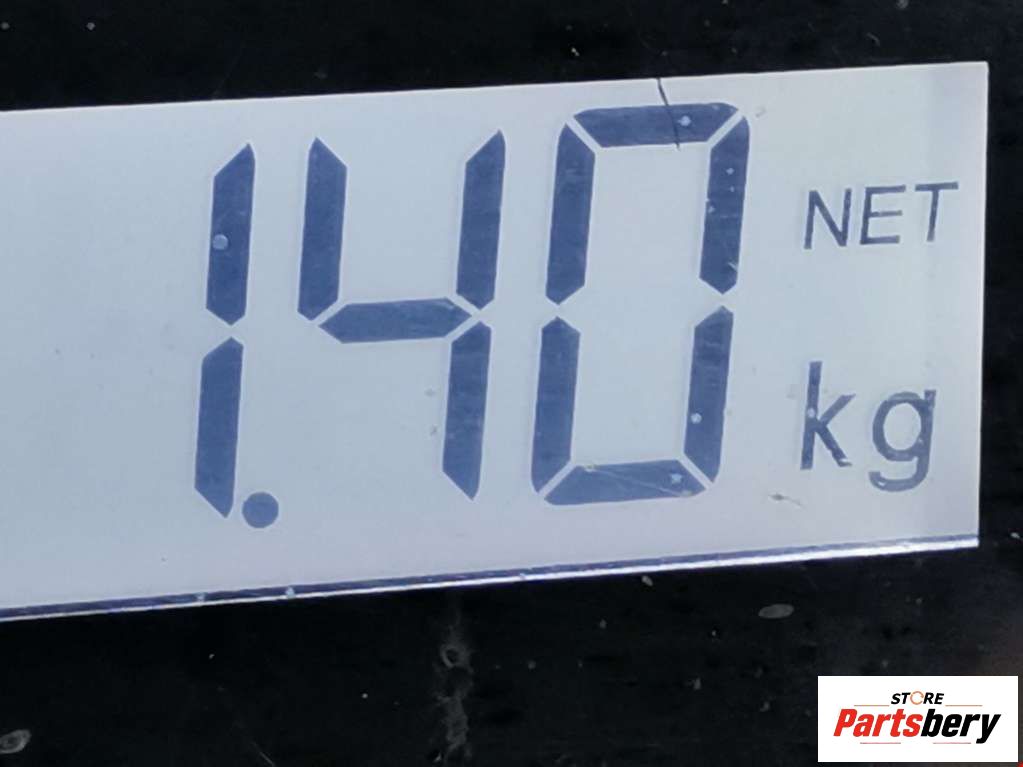 1.40 NET
kg
STORE
Partsbery